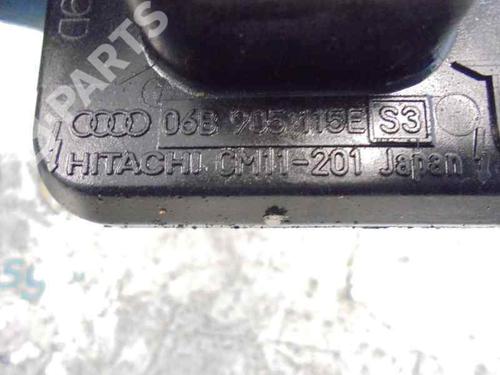 06B 905 115E S3
HITACHI CM11-201 Japan
PARTS